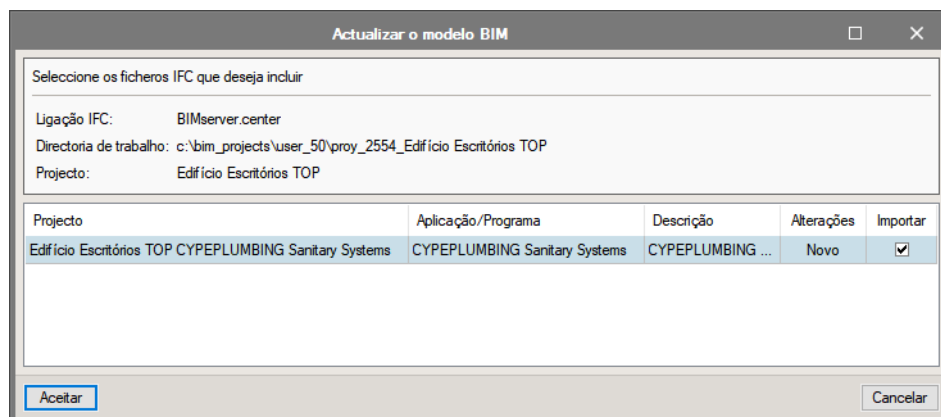 Actualizar o modelo BIM
Seleccione os ficheros IFC que deseja incluir
Ligação IFC: BIMserver.center
Directoria de trabalho: c:\bim_projects\user_50\proy_2554_Edifício Escritórios TOP
Projecto: Edifício Escritórios TOP
Projecto Aplicação/Programa Descrição Alterações Importar
Edifício Escritórios TOP CYPEPLUMBING Sanitary Systems CYPEPLUMBING Sanitary Systems CYPEPLUMBING ... Novo
Aceitar Cancelar